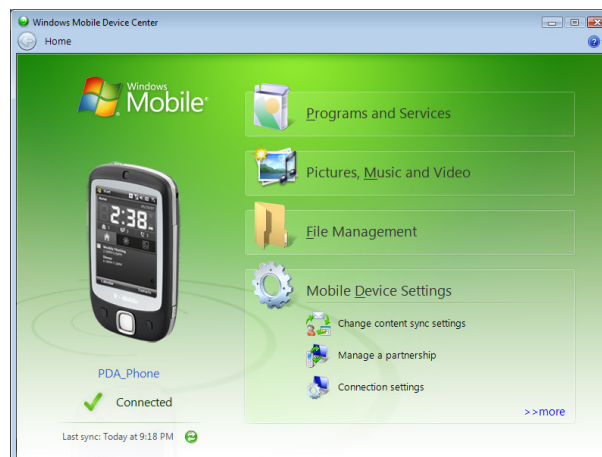 Windows Mobile Device Center
Home
Windows
Mobile®
Programs and Services
Pictures, Music and Video
File Management
Mobile Device Settings
Change content sync settings
Manage a partnership
Connection settings
>>more
2:38
PDA_Phone
Connected
Last sync: Today at 9:18 PM